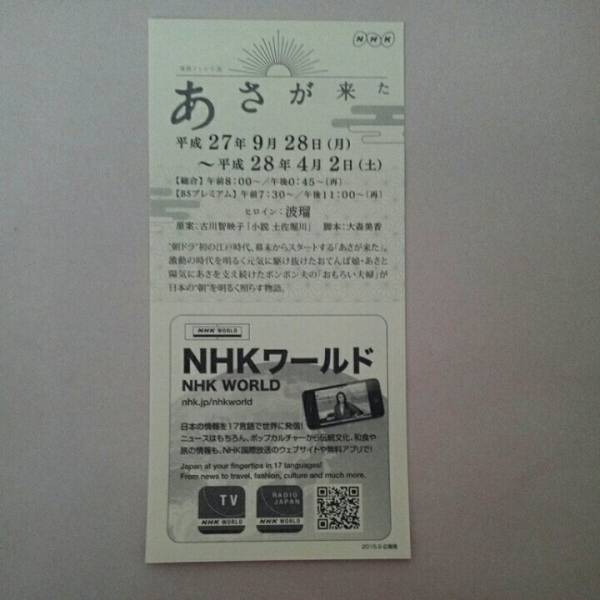 NHK
連続テレビ小説
あさが来た
平成 27年 9月 28日(月)
～平成 28年 4月 2日(土)
【総合】午前8:00～/午後0:45～(再)
【BSプレミアム】午前7:30～/午後11:00～(再)
ヒロイン:波瑠
原案:古川智映子「小説 土佐堀川」 脚本:大森美香
"朝ドラ"初の江戸時代、幕末からスタートする「あさが来た」。
激動の時代を明るく元気に駆け抜けたおてんば娘・あさと
陽気にあさを支え続けたボンボン夫の「おもろい夫婦」が
日本の"朝"を明るく照らす物語。
NHK WORLD
NHKワールド
NHK WORLD
nhk.jp/nhkworld
日本の情報を17言語で世界に発信!
ニュースはもちろん、ポップカルチャーから伝統文化、和食や
旅の情報も、NHK国際放送のウェブサイトや無料アプリで!
Japan at your fingertips in 17 languages!
From news to travel, fashion, culture and much more.
TV
NHK WORLD
RADIO
JAPAN
NHK WORLD